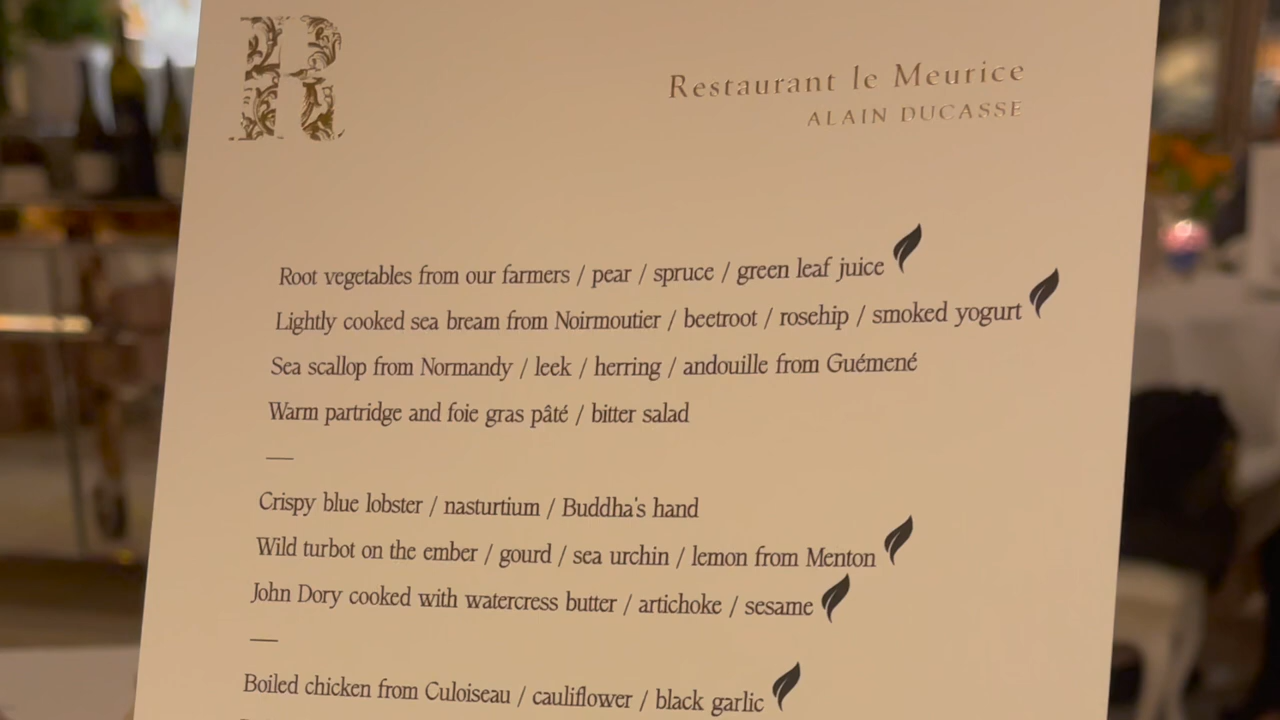 R
Restaurant le Meurice
ALAIN DUCASSE
Root vegetables from our farmers / pear / spruce / green leaf juice
Lightly cooked sea bream from Noirmoutier / beetroot / rosehip / smoked yogurt
Sea scallop from Normandy / leek / herring / andouille from Guémené
Warm partridge and foie gras pâté / bitter salad
—
Crispy blue lobster / nasturtium / Buddha's hand
Wild turbot on the ember / gourd / sea urchin / lemon from Menton
John Dory cooked with watercress butter / artichoke / sesame
—
Boiled chicken from Culoiseau / cauliflower / black garlic